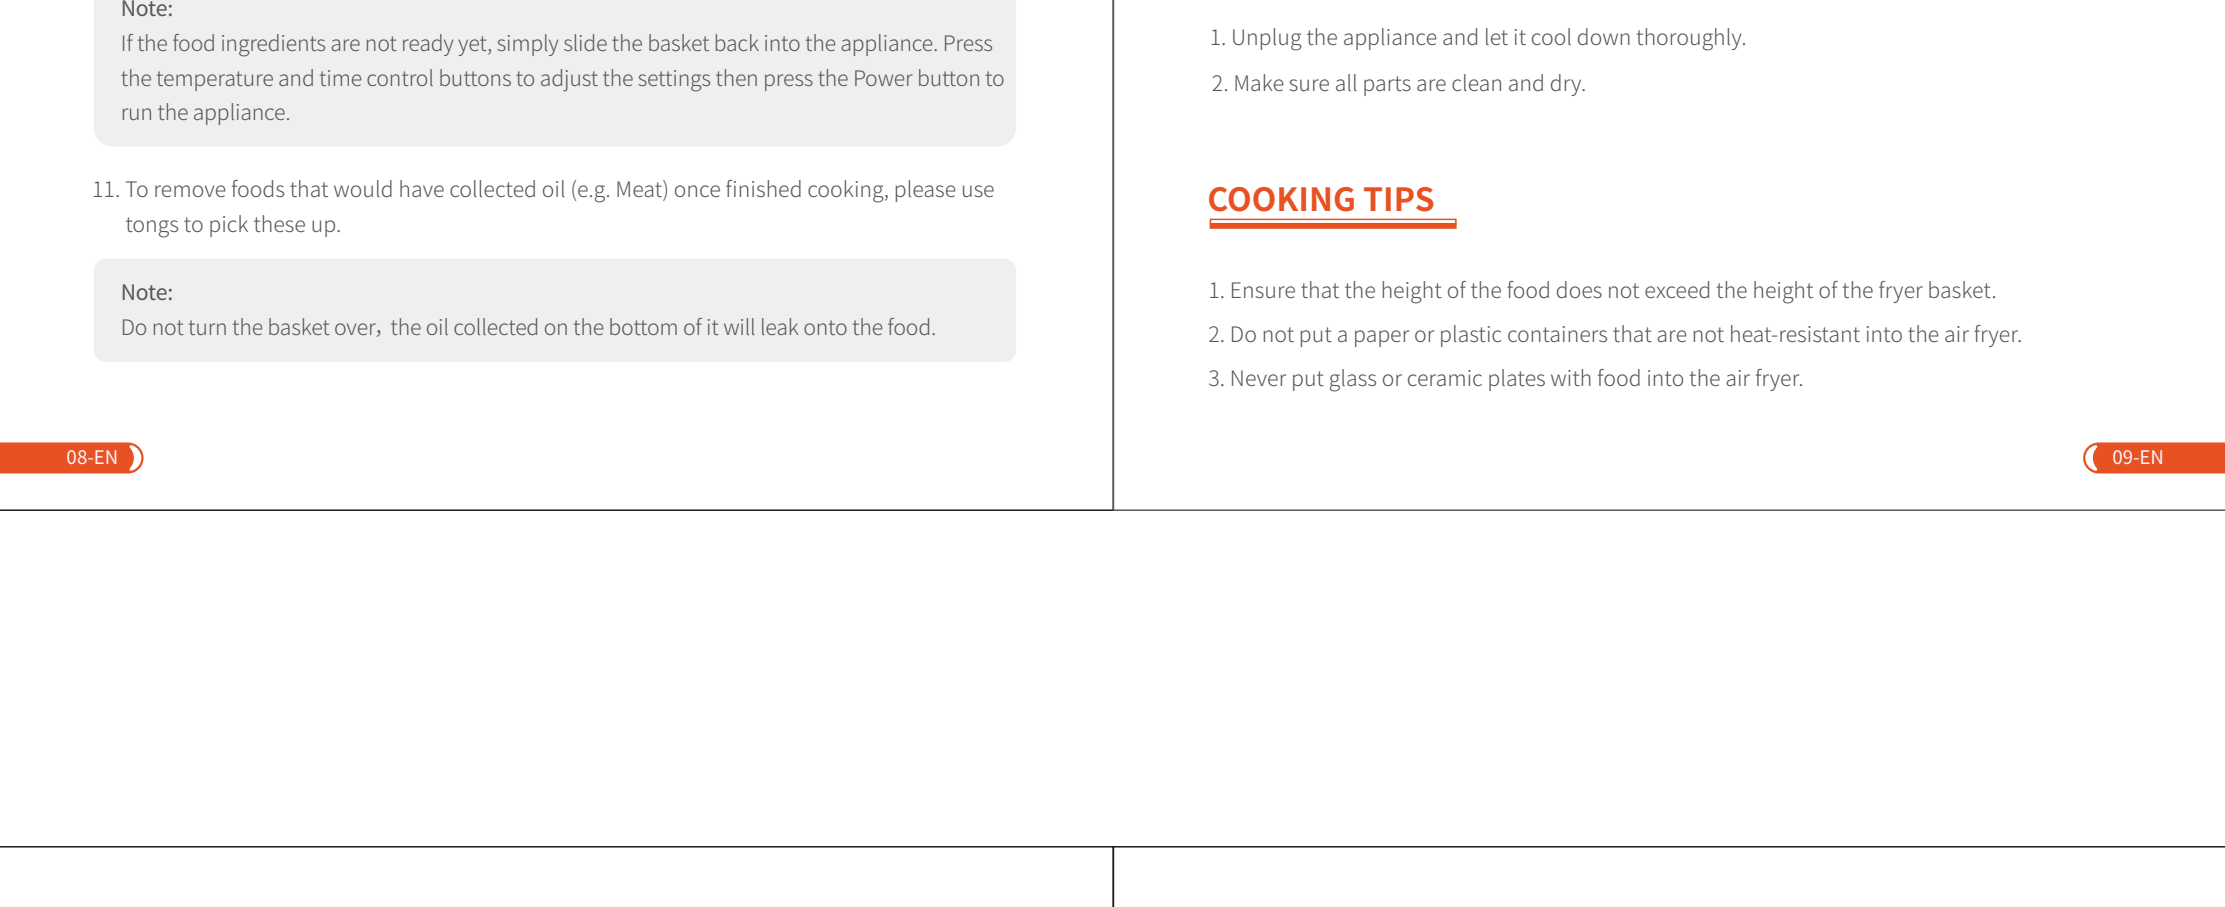 Note:
If the food ingredients are not ready yet, simply slide the basket back into the appliance. Press
the temperature and time control buttons to adjust the settings then press the Power button to
run the appliance.
11. To remove foods that would have collected oil (e.g. Meat) once finished cooking, please use
tongs to pick these up.
Note:
Do not turn the basket over，the oil collected on the bottom of it will leak onto the food.
08-EN
1. Unplug the appliance and let it cool down thoroughly.
2. Make sure all parts are clean and dry.
COOKING TIPS
1. Ensure that the height of the food does not exceed the height of the fryer basket.
2. Do not put a paper or plastic containers that are not heat-resistant into the air fryer.
3. Never put glass or ceramic plates with food into the air fryer.
09-EN